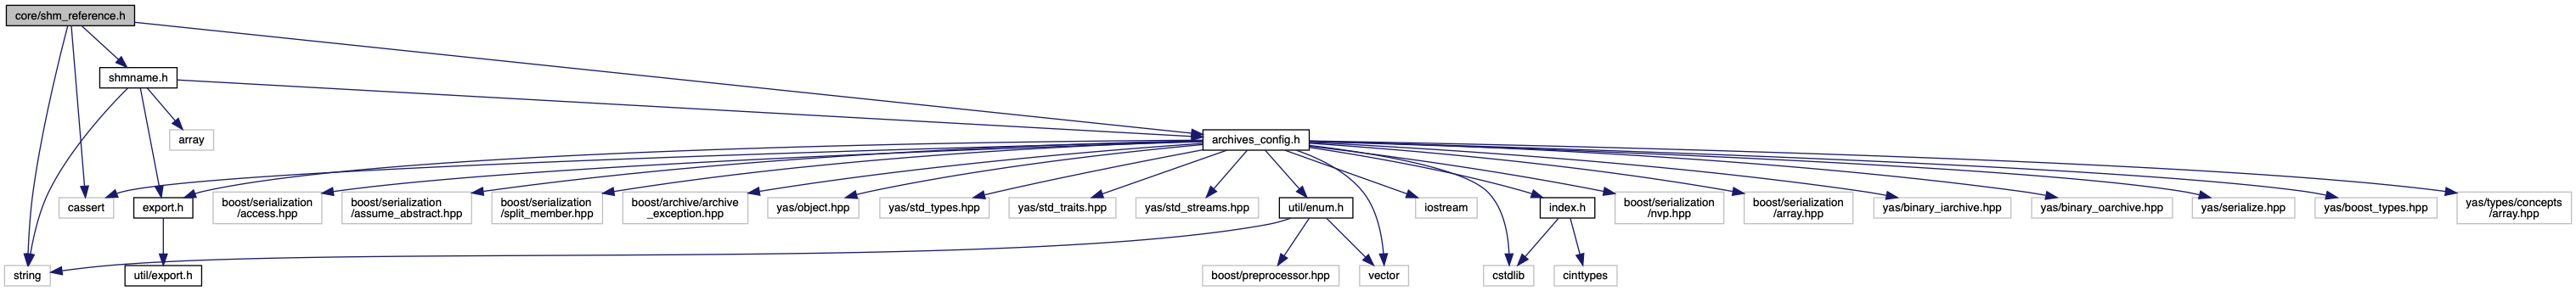 core/shm_reference.h
shmname.h
array
archives_config.h
cassert
export.h
boost/serialization
/access.hpp
boost/serialization
/assume_abstract.hpp
boost/serialization
/split_member.hpp
boost/archive/archive
_exception.hpp
yas/object.hpp
yas/std_types.hpp
yas/std_traits.hpp
yas/std_streams.hpp
util/enum.h
iostream
index.h
boost/serialization
/nvp.hpp
boost/serialization
/array.hpp
yas/binary_iarchive.hpp
yas/binary_oarchive.hpp
yas/serialize.hpp
yas/boost_types.hpp
yas/types/concepts
/array.hpp
string
util/export.h
boost/preprocessor.hpp
vector
cstdlib
cinttypes